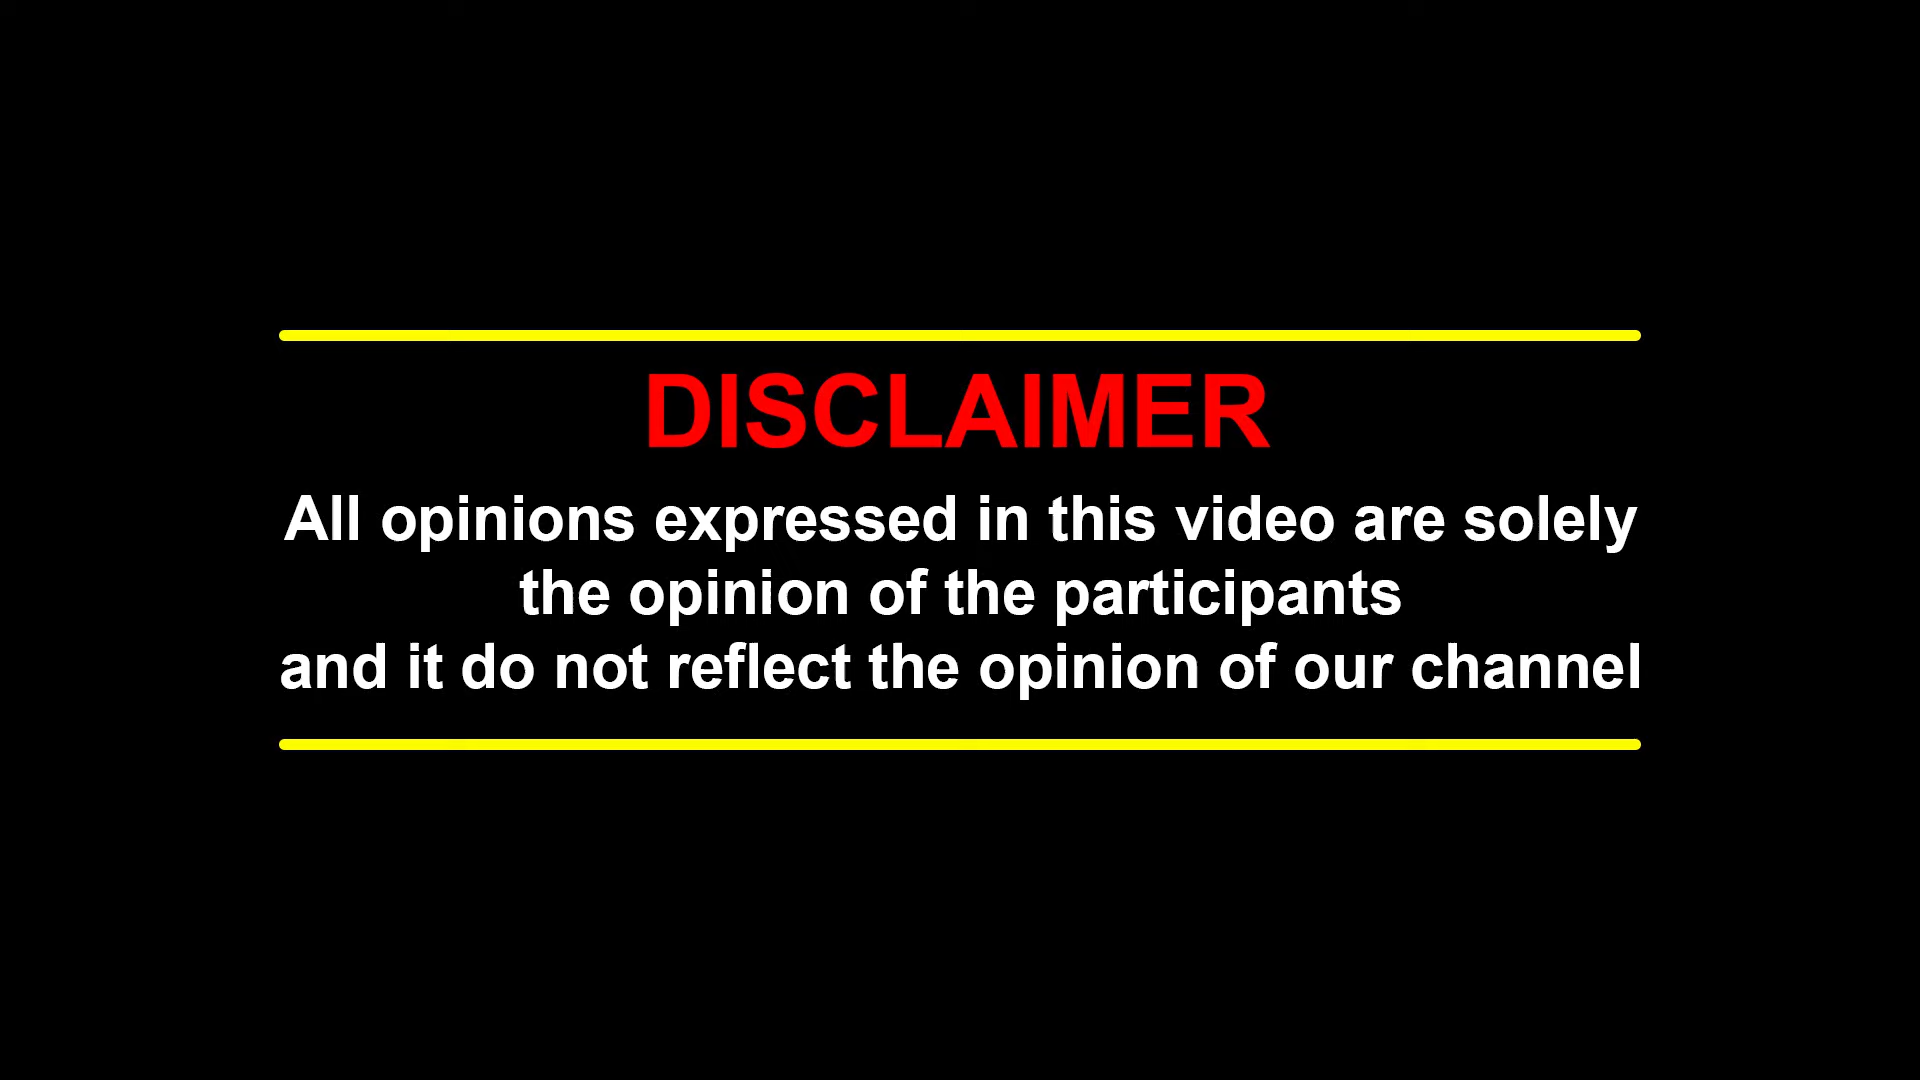 DISCLAIMER
All opinions expressed in this video are solely
the opinion of the participants
and it do not reflect the opinion of our channel